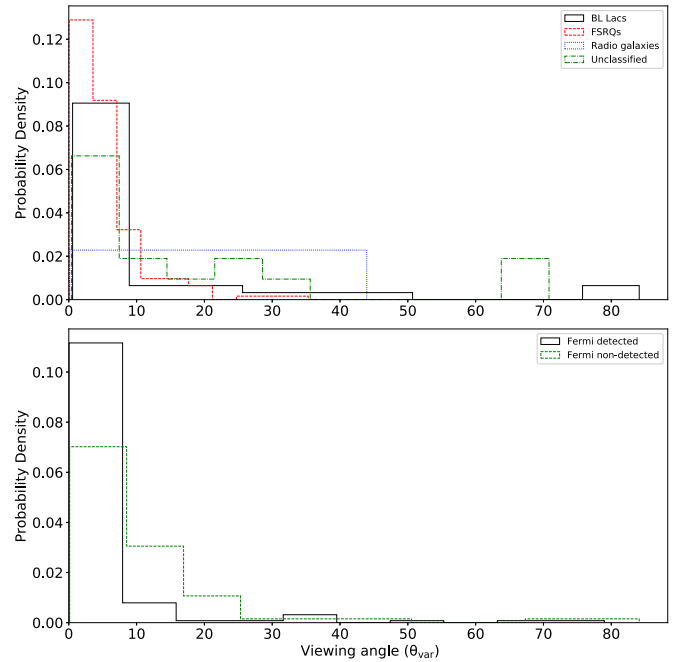 0.12
0.10
0.08
0.06
0.04
0.02
0.00
Probability Density
BL Lacs
FSRQs
Radio galaxies
Unclassified
0 10 20 30 40 50 60 70 80
0.10
0.08
0.06
0.04
0.02
0.00
Probability Density
Fermi detected
Fermi non-detected
0 10 20 30 40 50 60 70 80
Viewing angle (θvar)